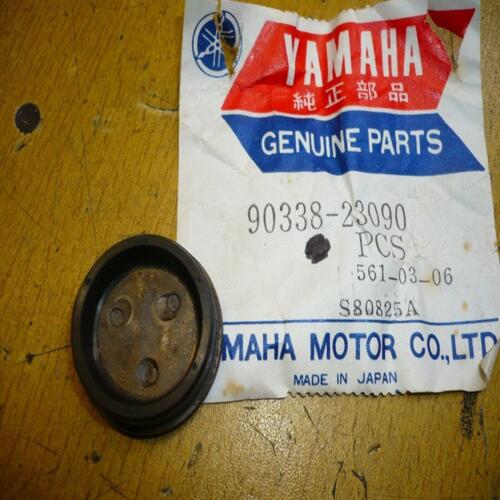 YAMAHA
純正部品
GENUINE PARTS
90338-23090
PCS
561-03-06
S80825A
MAHA MOTOR CO.,LTD
MADE IN JAPAN